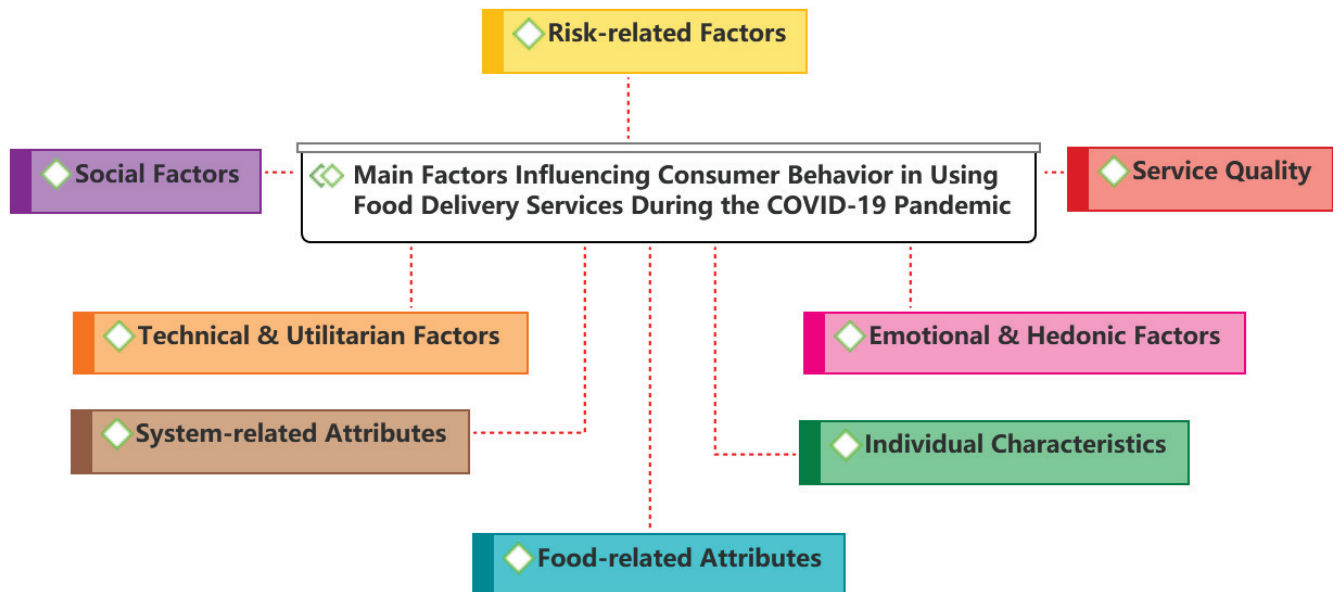 Risk-related Factors
Social Factors
Main Factors Influencing Consumer Behavior in Using
Food Delivery Services During the COVID-19 Pandemic
Service Quality
Technical & Utilitarian Factors
Emotional & Hedonic Factors
System-related Attributes
Individual Characteristics
Food-related Attributes